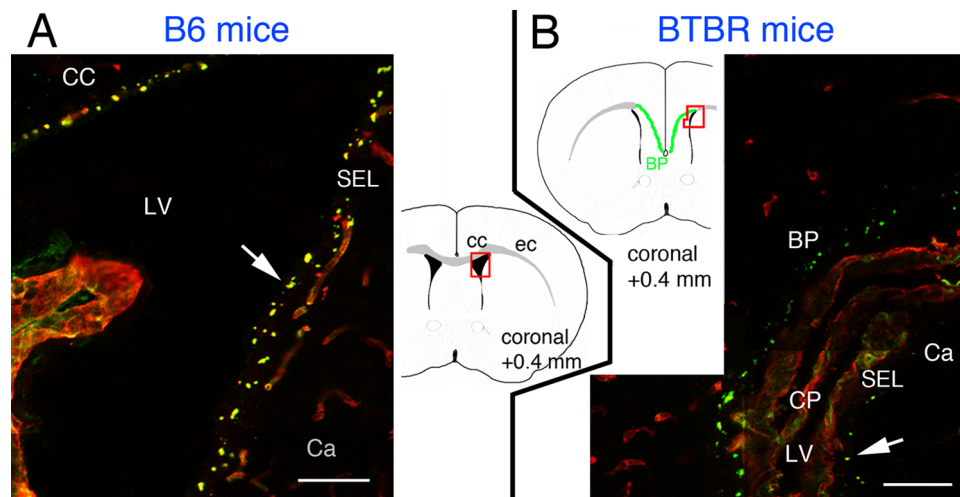 A
B6 mice
CC
SEL
LV
Ca
cc
ec
coronal
+0.4 mm
B
BTBR mice
BP
coronal
+0.4 mm
BP
Ca
SEL
CP
LV